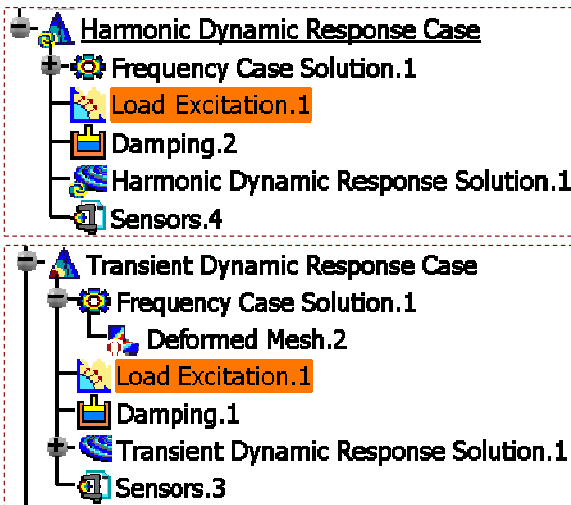 Harmonic Dynamic Response Case
Frequency Case Solution.1
Load Excitation.1
Damping.2
Harmonic Dynamic Response Solution.1
Sensors.4
Transient Dynamic Response Case
Frequency Case Solution.1
Deformed Mesh.2
Load Excitation.1
Damping.1
Transient Dynamic Response Solution.1
Sensors.3